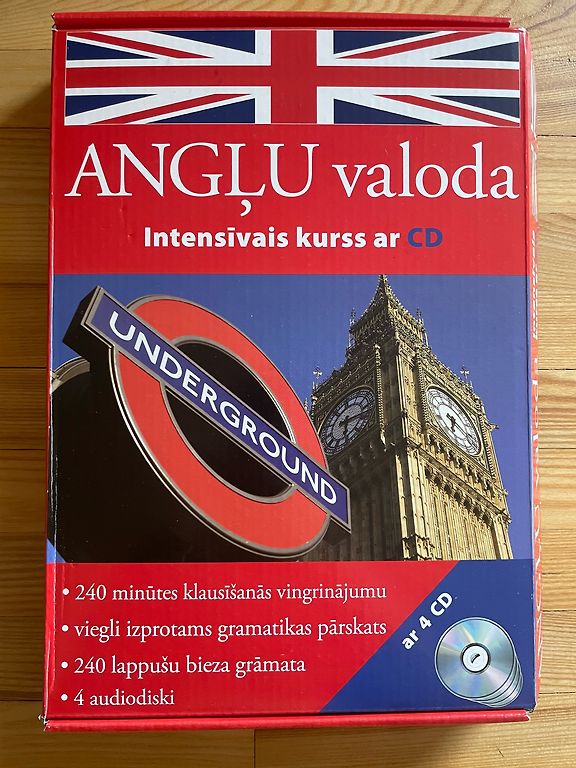 ANGĻU valoda
Intensīvais kurss ar CD
UNDERGROUND
• 240 minūtes klausīšanās vingrinājumu
• viegli izprotams gramatikas pārskats
• 240 lappušu bieza grāmata
• 4 audiodiski
ar 4 CD